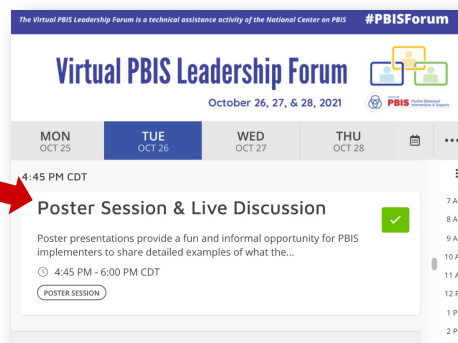 The Virtual PBIS Leadership Forum is a technical assistance activity of the National Center on PBIS #PBISForum
Virtual PBIS Leadership Forum
October 26, 27, & 28, 2021
PBIS Positive Behavioral Interventions & Supports
MON TUE WED THU
OCT 25 OCT 26 OCT 27 OCT 28
4:45 PM CDT
Poster Session & Live Discussion
Poster presentations provide a fun and informal opportunity for PBIS
implementers to share detailed examples of what the...
4:45 PM - 6:00 PM CDT
POSTER SESSION
7 A
8 A
9 A
10 A
11 A
12 P
1 P
2 P